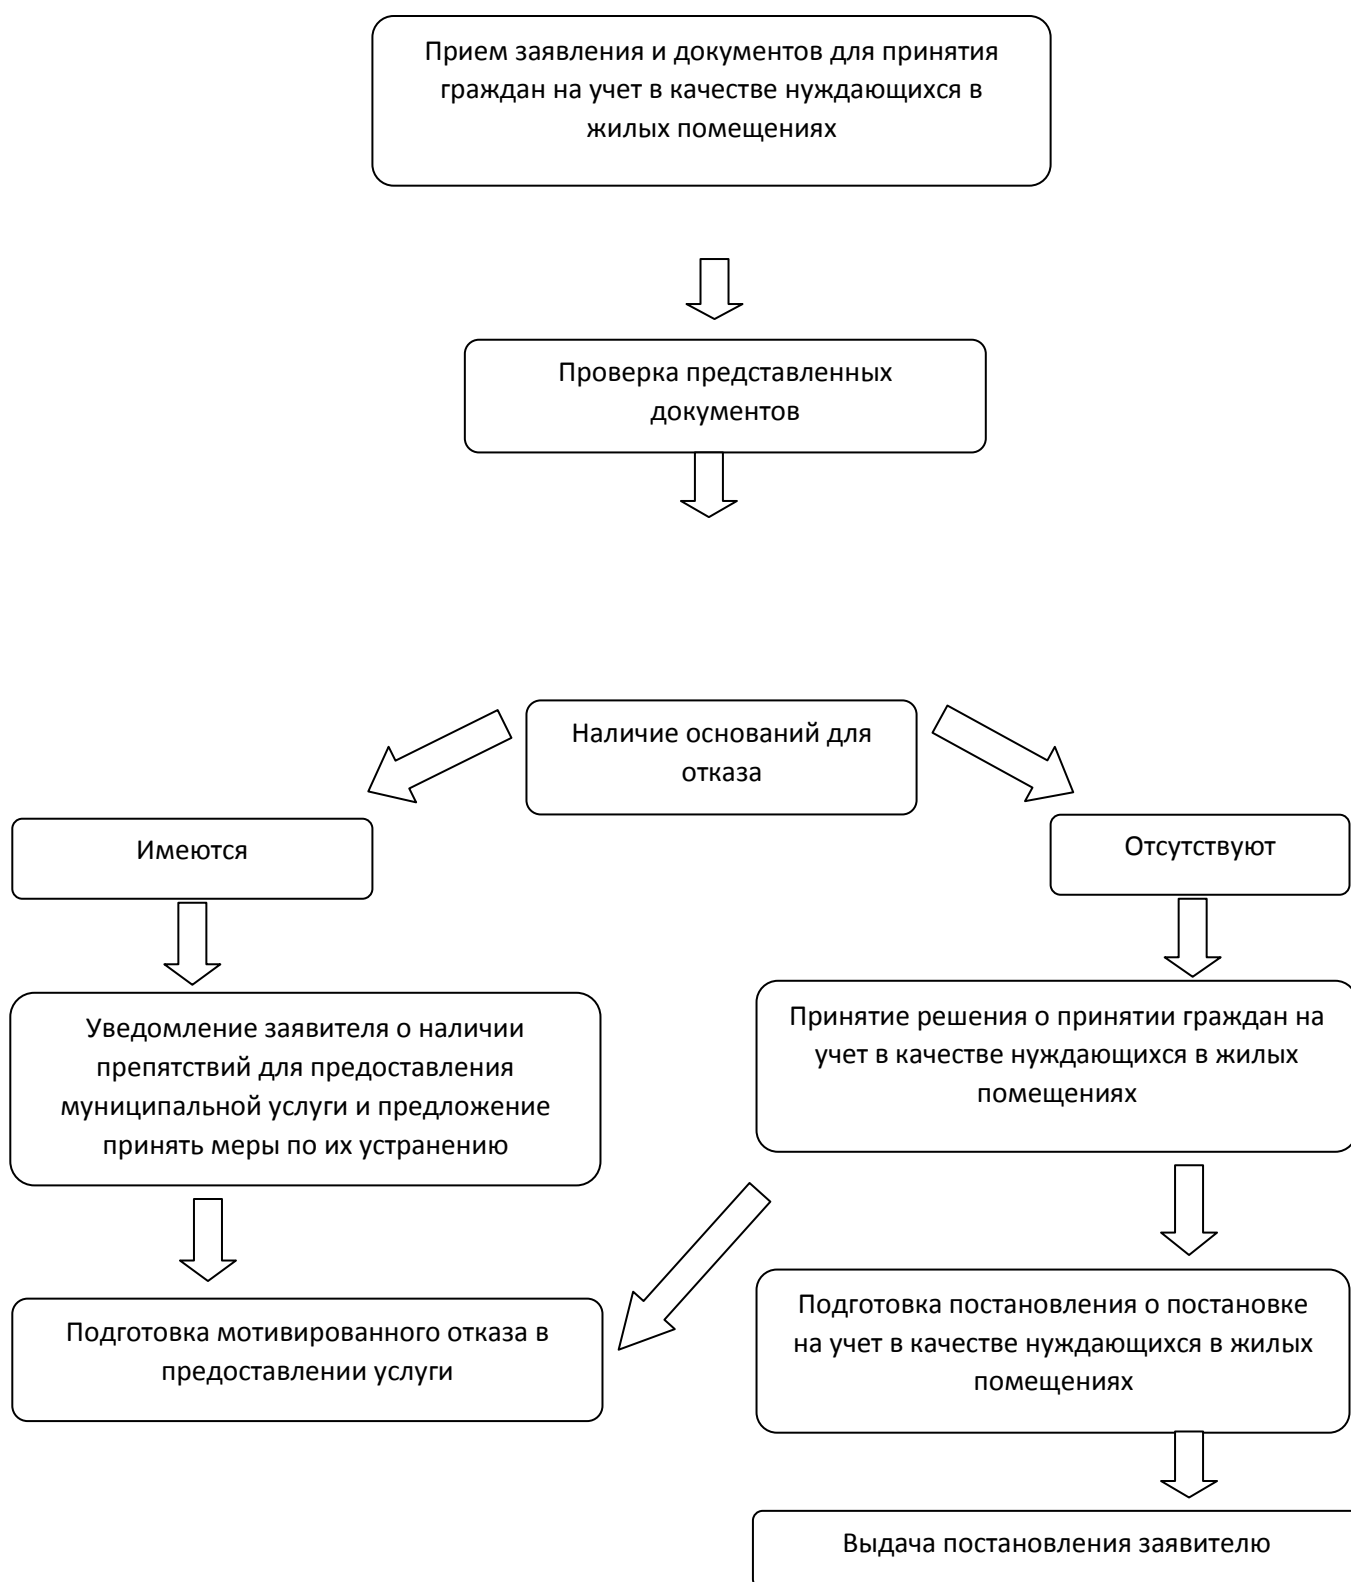 Прием заявления и документов для принятия
граждан на учет в качестве нуждающихся в
жилых помещениях
Проверка представленных
документов
Наличие оснований для
отказа
Имеются
Отсутствуют
Уведомление заявителя о наличии
препятствий для предоставления
муниципальной услуги и предложение
принять меры по их устранению
Принятие решения о принятии граждан на
учет в качестве нуждающихся в жилых
помещениях
Подготовка мотивированного отказа в
предоставлении услуги
Подготовка постановления о постановке
на учет в качестве нуждающихся в жилых
помещениях
Выдача постановления заявителю